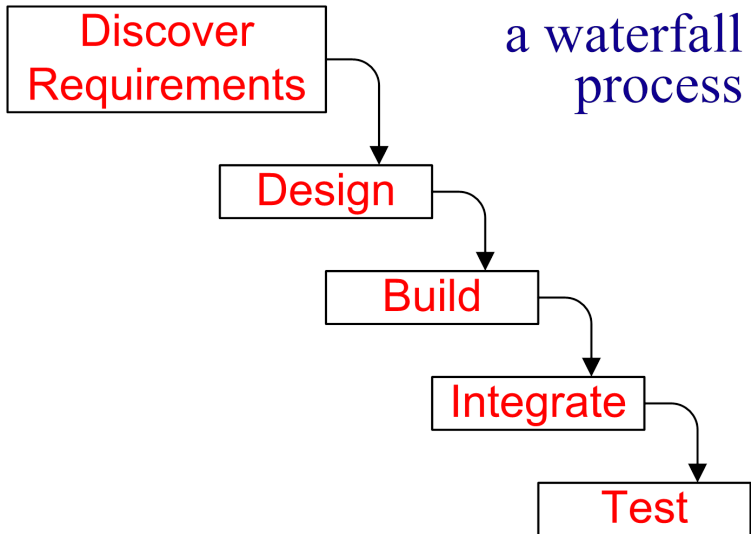 a waterfall
process
Discover
Requirements
Design
Build
Integrate
Test